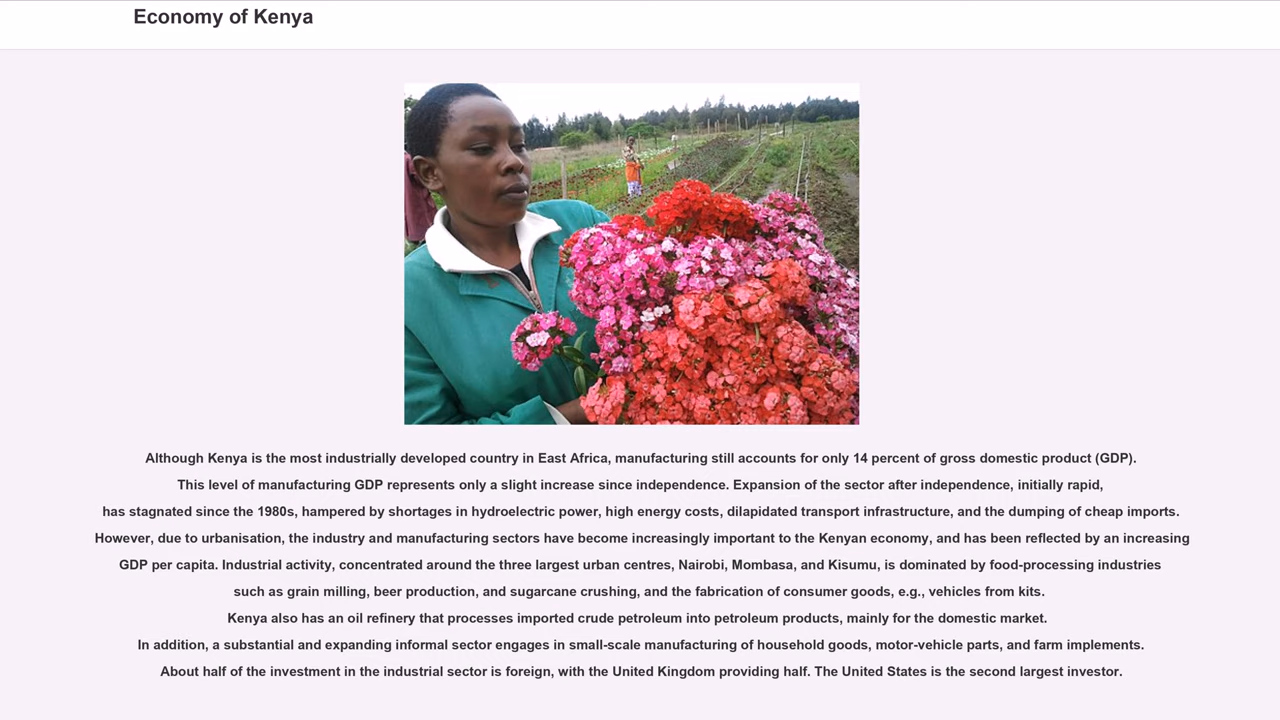 Economy of Kenya
Although Kenya is the most industrially developed country in East Africa, manufacturing still accounts for only 14 percent of gross domestic product (GDP).
This level of manufacturing GDP represents only a slight increase since independence. Expansion of the sector after independence, initially rapid,
has stagnated since the 1980s, hampered by shortages in hydroelectric power, high energy costs, dilapidated transport infrastructure, and the dumping of cheap imports.
However, due to urbanisation, the industry and manufacturing sectors have become increasingly important to the Kenyan economy, and has been reflected by an increasing
GDP per capita. Industrial activity, concentrated around the three largest urban centres, Nairobi, Mombasa, and Kisumu, is dominated by food-processing industries
such as grain milling, beer production, and sugarcane crushing, and the fabrication of consumer goods, e.g., vehicles from kits.
Kenya also has an oil refinery that processes imported crude petroleum into petroleum products, mainly for the domestic market.
In addition, a substantial and expanding informal sector engages in small-scale manufacturing of household goods, motor-vehicle parts, and farm implements.
About half of the investment in the industrial sector is foreign, with the United Kingdom providing half. The United States is the second largest investor.